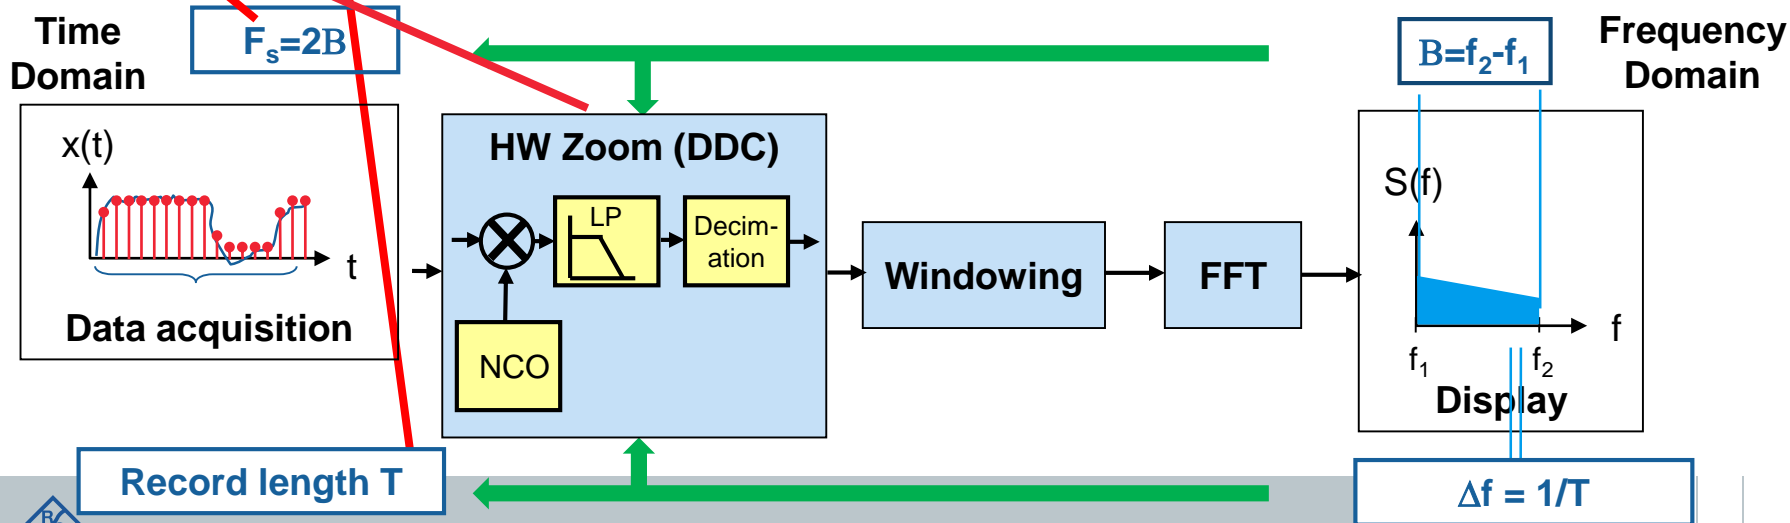 Time
Domain
Fₛ=2B
B=f₂-f₁
Frequency
Domain
x(t)
t
Data acquisition
HW Zoom (DDC)
LP
Decim-
ation
NCO
Windowing
FFT
S(f)
f
f₁
f₂
Display
Record length T
Δf = 1/T